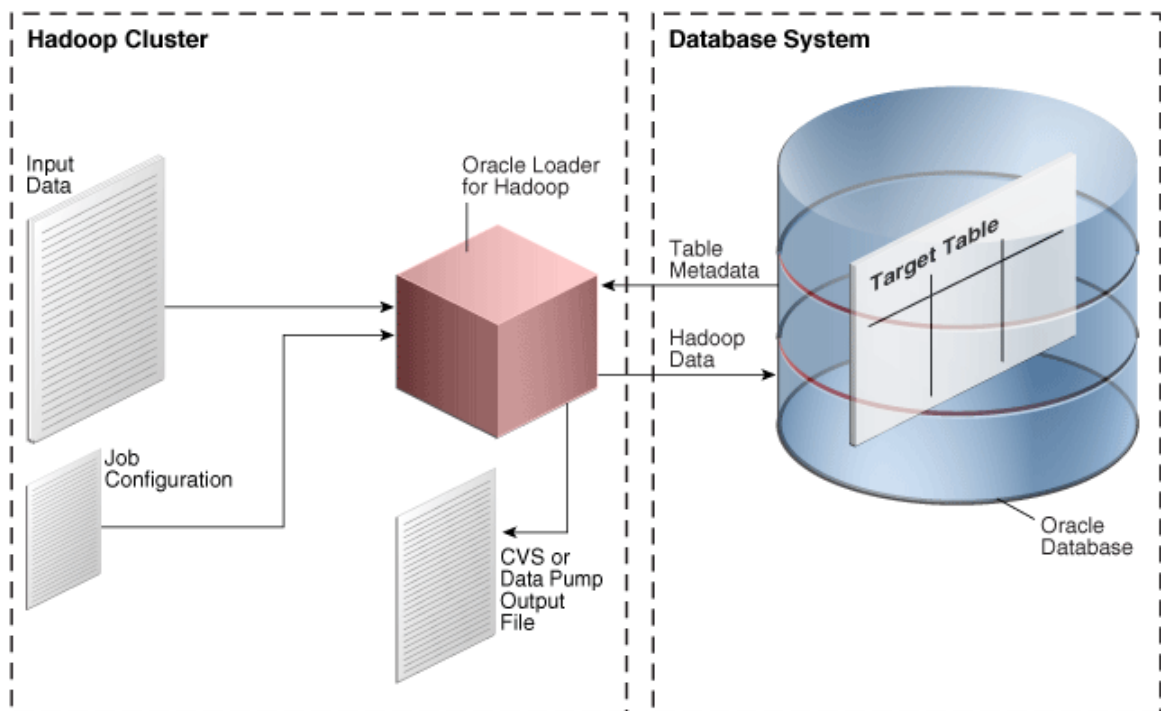 Hadoop Cluster
Database System
Input
Data
Oracle Loader
for Hadoop
Table
Metadata
Target Table
Hadoop
Data
Job
Configuration
CVS or
Data Pump
Output
File
Oracle
Database